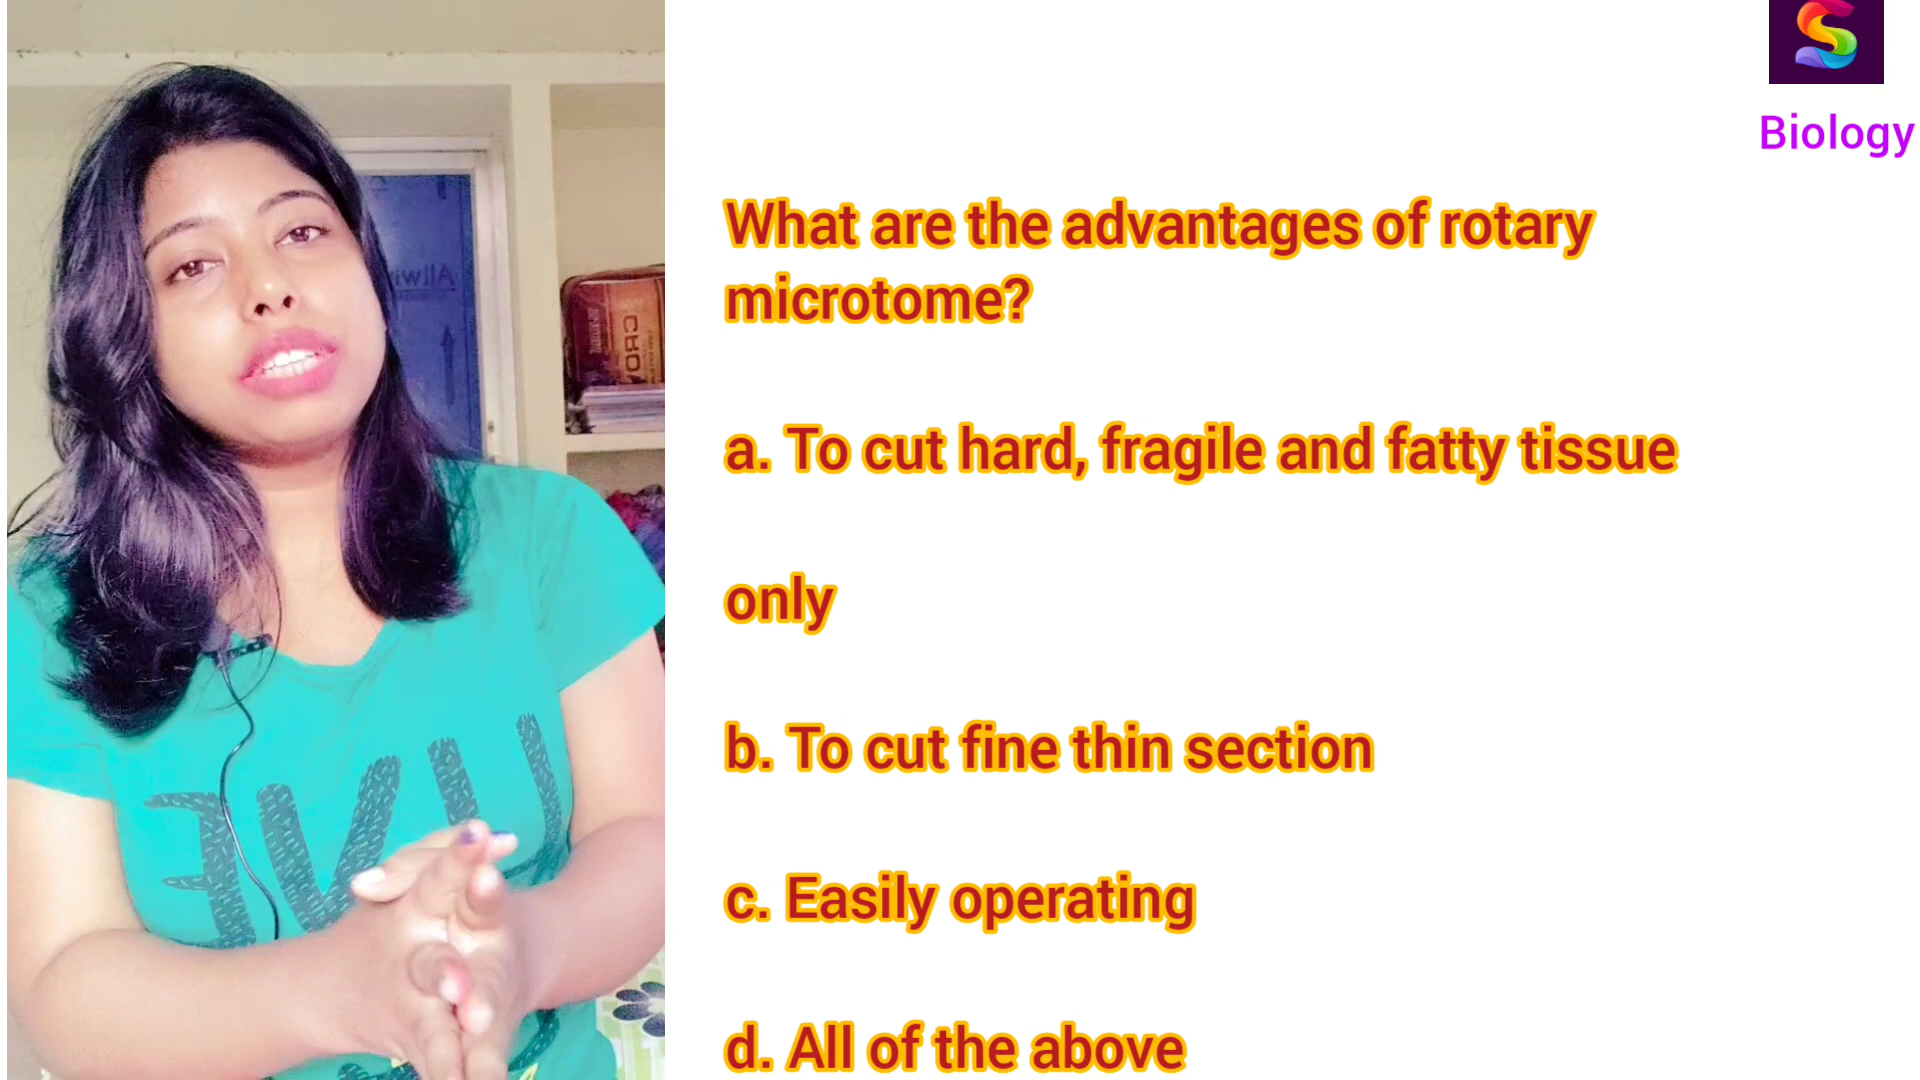 Biology
What are the advantages of rotary
microtome?
a. To cut hard, fragile and fatty tissue
only
b. To cut fine thin section
c. Easily operating
d. All of the above